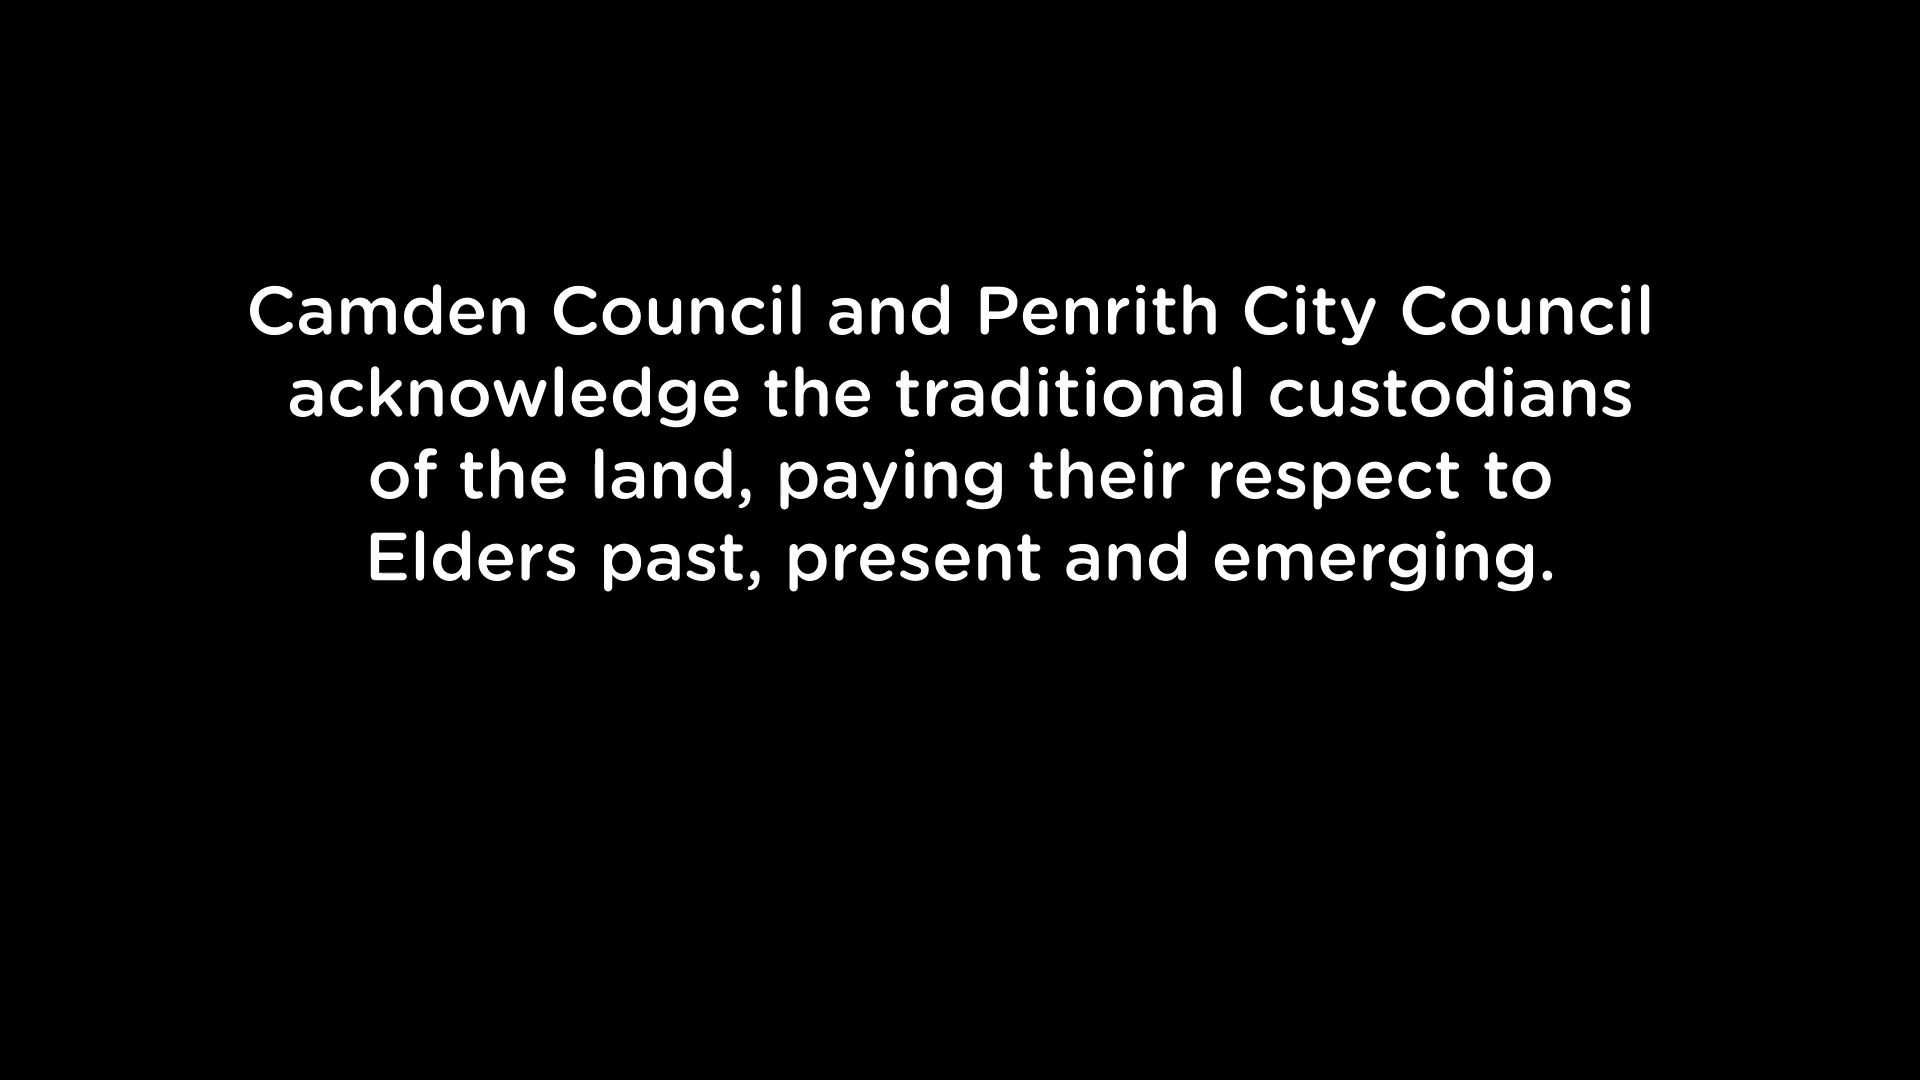 Camden Council and Penrith City Council
acknowledge the traditional custodians
of the land, paying their respect to
Elders past, present and emerging.